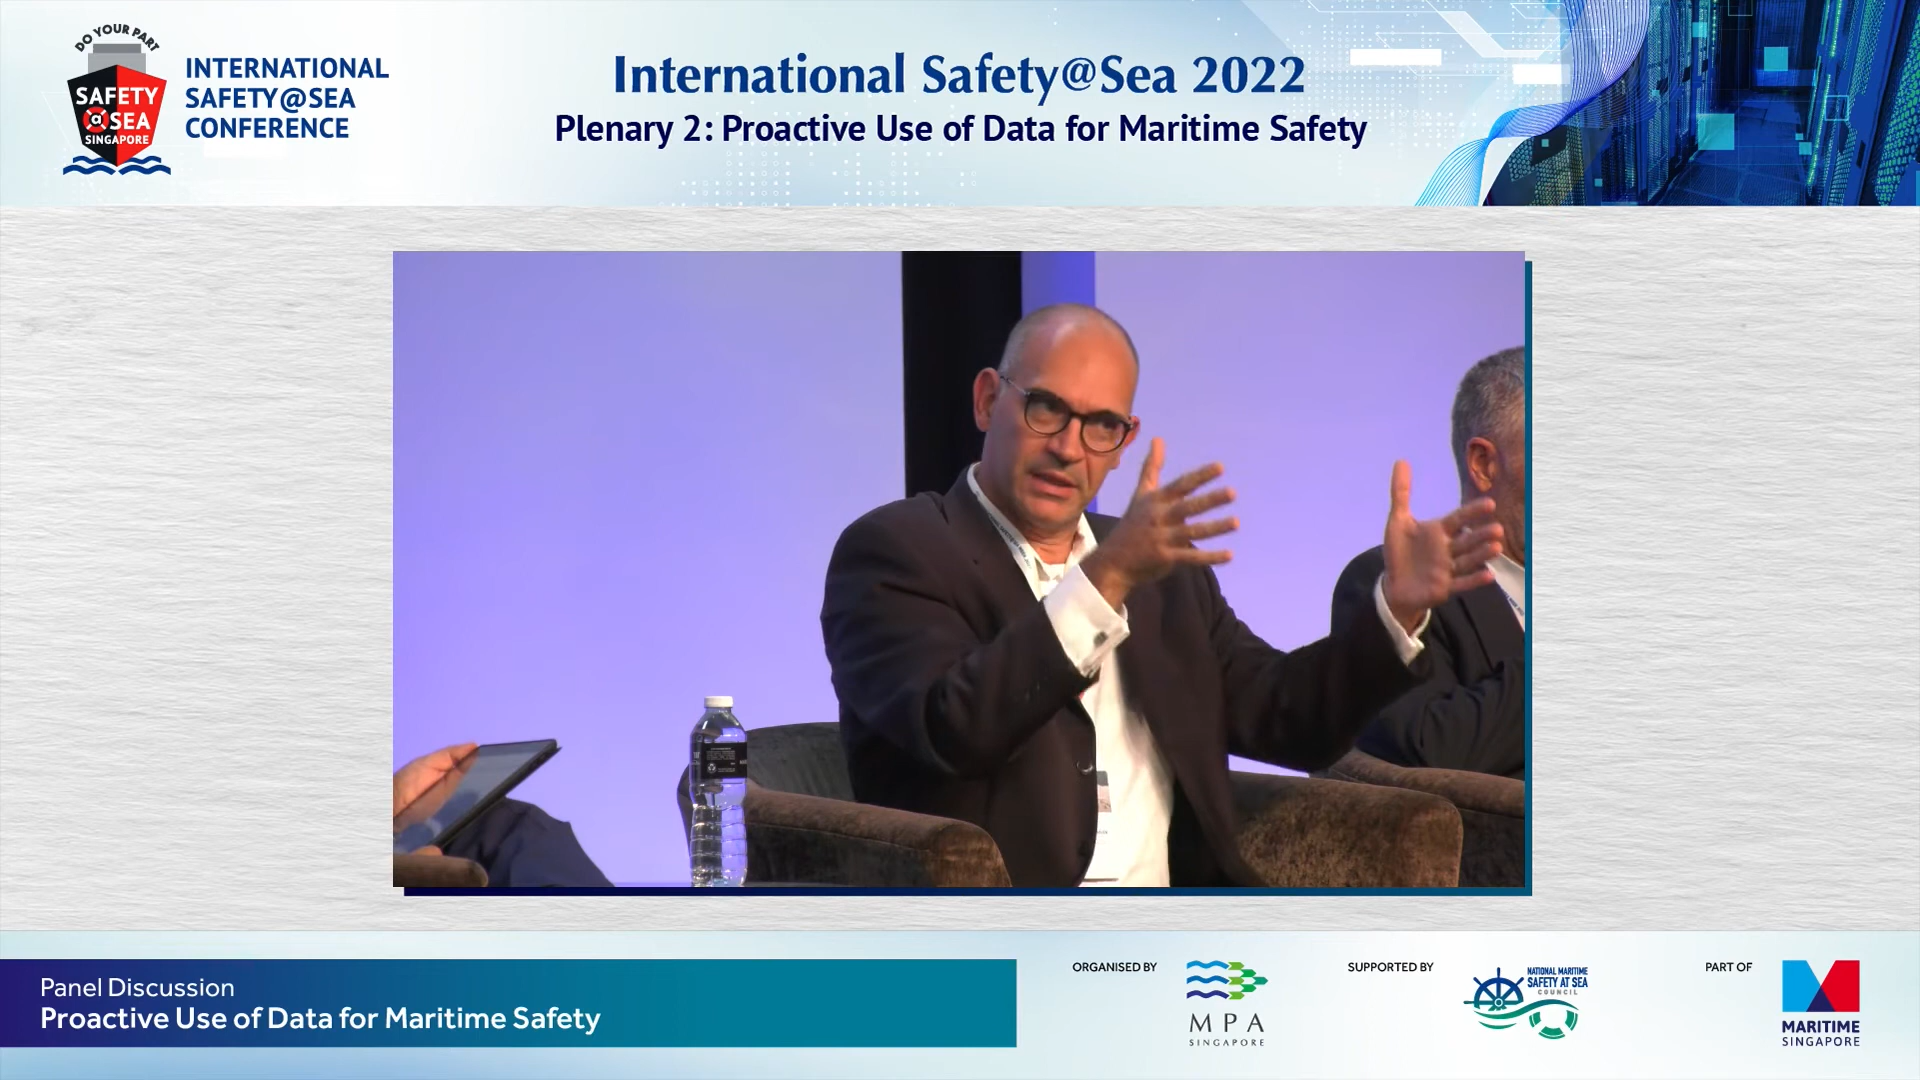 DO YOUR PART
SAFETY
@SEA
SINGAPORE
INTERNATIONAL
SAFETY@SEA
CONFERENCE
International Safety@Sea 2022
Plenary 2: Proactive Use of Data for Maritime Safety
Panel Discussion
Proactive Use of Data for Maritime Safety
ORGANISED BY
MPA
SINGAPORE
SUPPORTED BY
NATIONAL MARITIME
SAFETY AT SEA
COUNCIL
PART OF
MARITIME
SINGAPORE